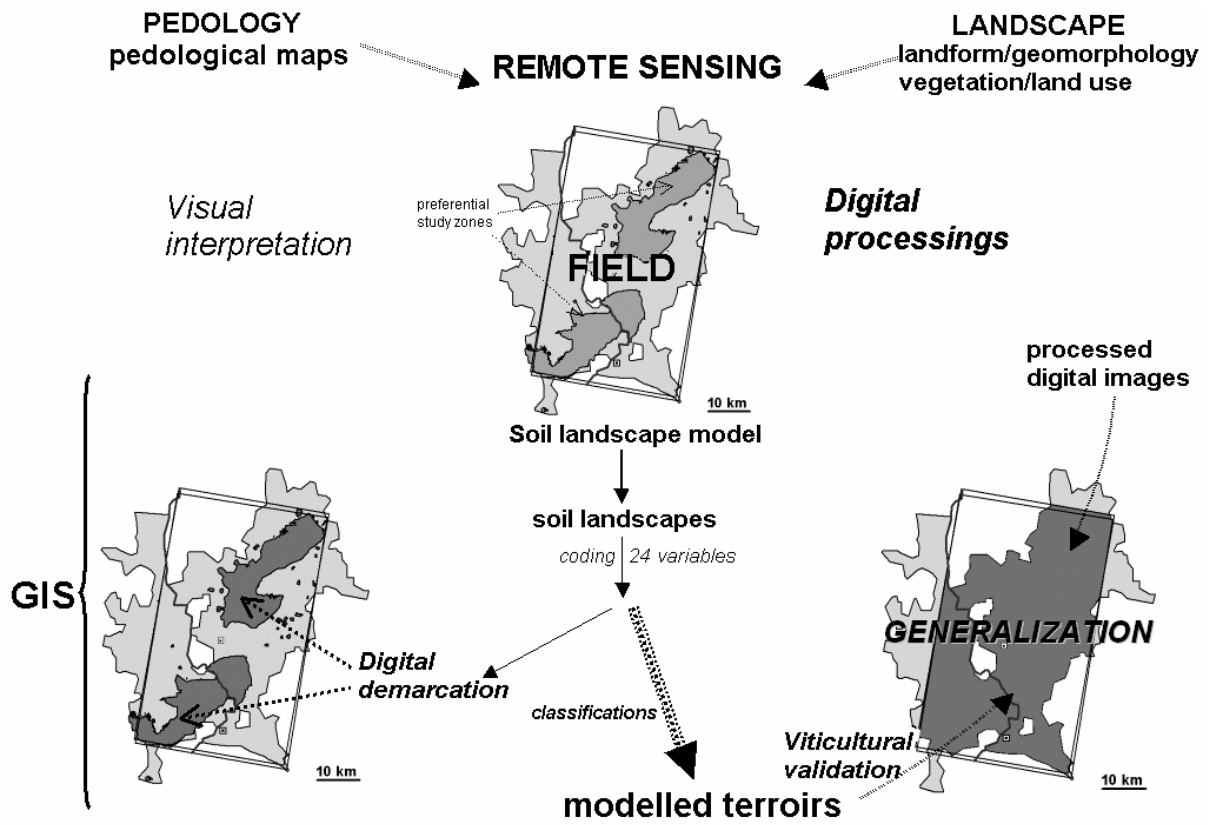 PEDOLOGY
pedological maps
LANDSCAPE
landform/geomorphology
vegetation/land use
REMOTE SENSING
Visual
interpretation
preferential
study zones
Digital
processings
FIELD
10 km
processed
digital images
Soil landscape model
soil landscapes
coding 24 variables
GIS
Digital
demarcation
classifications
GENERALIZATION
Viticultural
validation
10 km
10 km
modelled terroirs